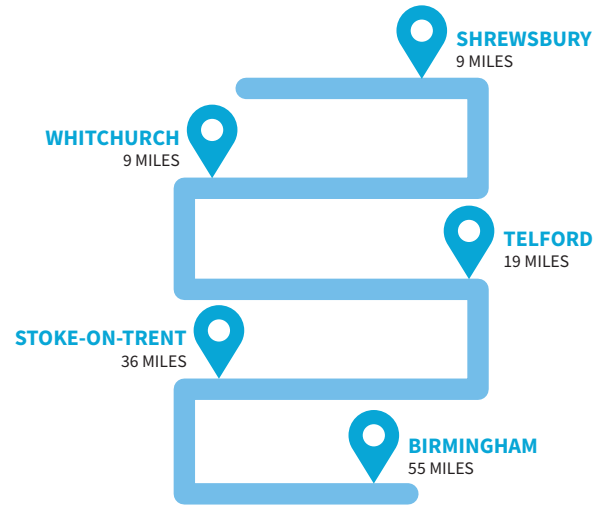 SHREWSBURY
9 MILES
WHITCHURCH
9 MILES
TELFORD
19 MILES
STOKE-ON-TRENT
36 MILES
BIRMINGHAM
55 MILES